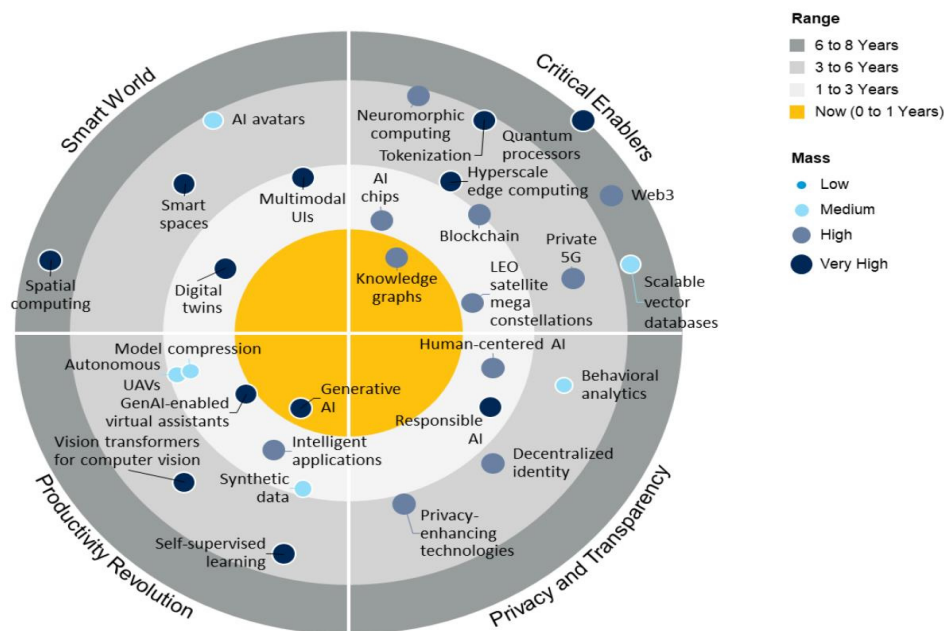 Range
6 to 8 Years
3 to 6 Years
1 to 3 Years
Now (0 to 1 Years)
Mass
Low
Medium
High
Very High
Smart World
AI avatars
Smart
spaces
Multimodal
UIs
Spatial
computing
Digital
twins
Critical Enablers
Neuromorphic
computing
Tokenization
Quantum
processors
AI
chips
Hyperscale
edge computing
Web3
Blockchain
Private
5G
Knowledge
graphs
LEO
satellite
mega
constellations
Scalable
vector
databases
Productivity Revolution
Model compression
Autonomous
UAVs
GenAI-enabled
virtual assistants
Generative
AI
Vision transformers
for computer vision
Intelligent
applications
Synthetic
data
Self-supervised
learning
Privacy and Transparency
Human-centered AI
Behavioral
analytics
Responsible
AI
Decentralized
identity
Privacy-
enhancing
technologies